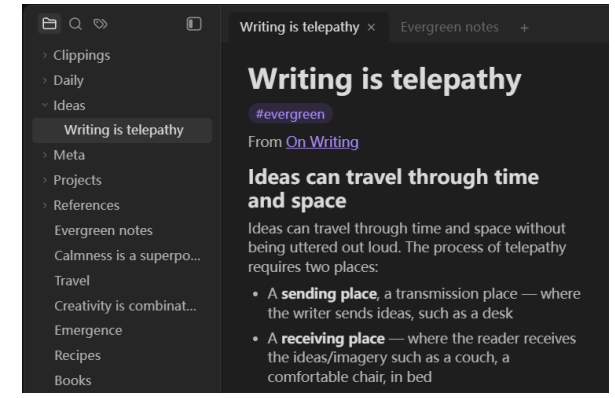 Clippings
Daily
Ideas
Writing is telepathy
Meta
Projects
References
Evergreen notes
Calmness is a superpo...
Travel
Creativity is combinat...
Emergence
Recipes
Books
Writing is telepathy ×
Evergreen notes +
Writing is telepathy
#evergreen
From On Writing
Ideas can travel through time
and space
Ideas can travel through time and space without
being uttered out loud. The process of telepathy
requires two places:
• A sending place, a transmission place — where
the writer sends ideas, such as a desk
• A receiving place — where the reader receives
the ideas/imagery such as a couch, a
comfortable chair, in bed